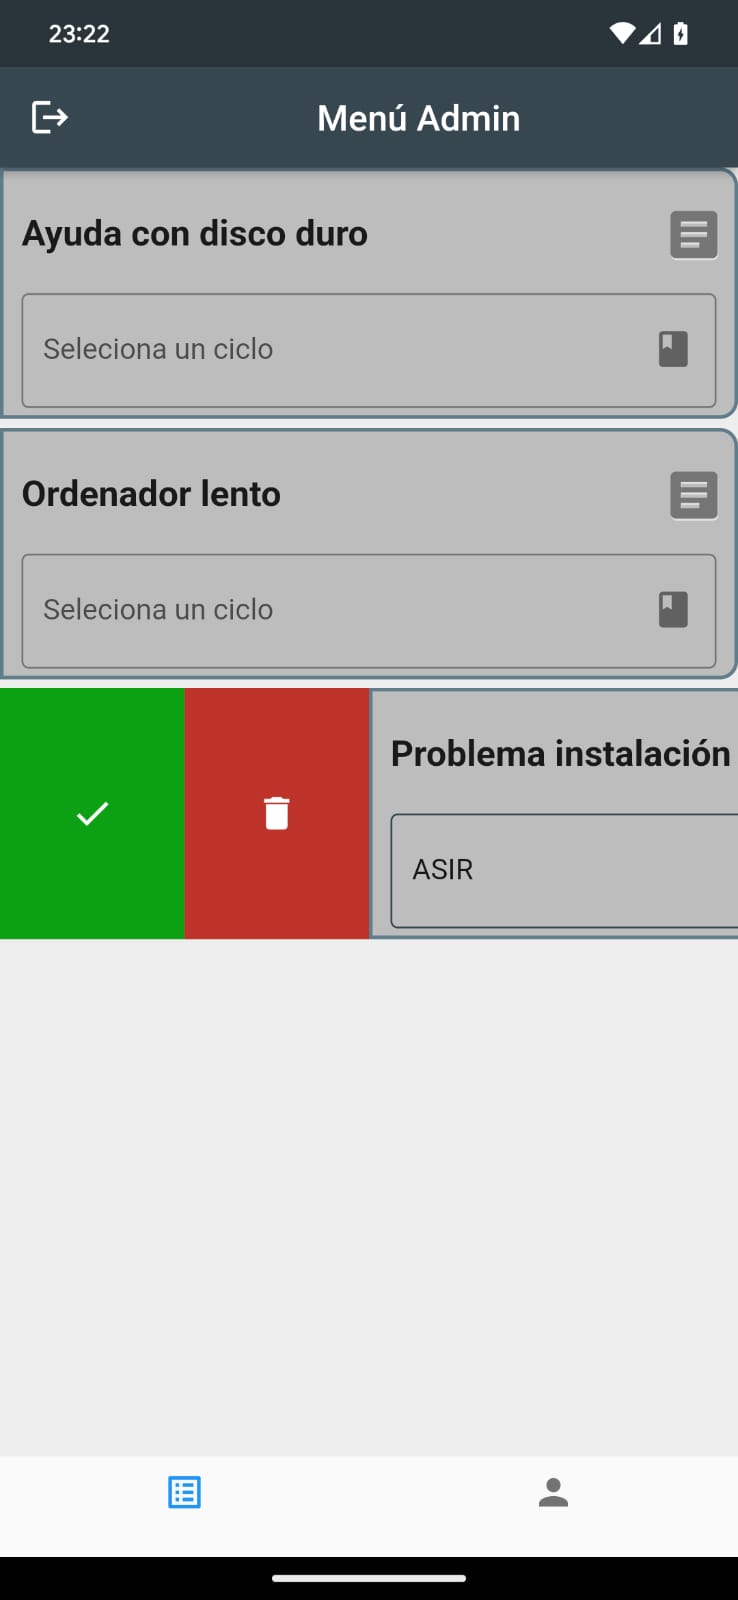 23:22
Menú Admin
Ayuda con disco duro
Seleciona un ciclo
Ordenador lento
Seleciona un ciclo
Problema instalación
ASIR